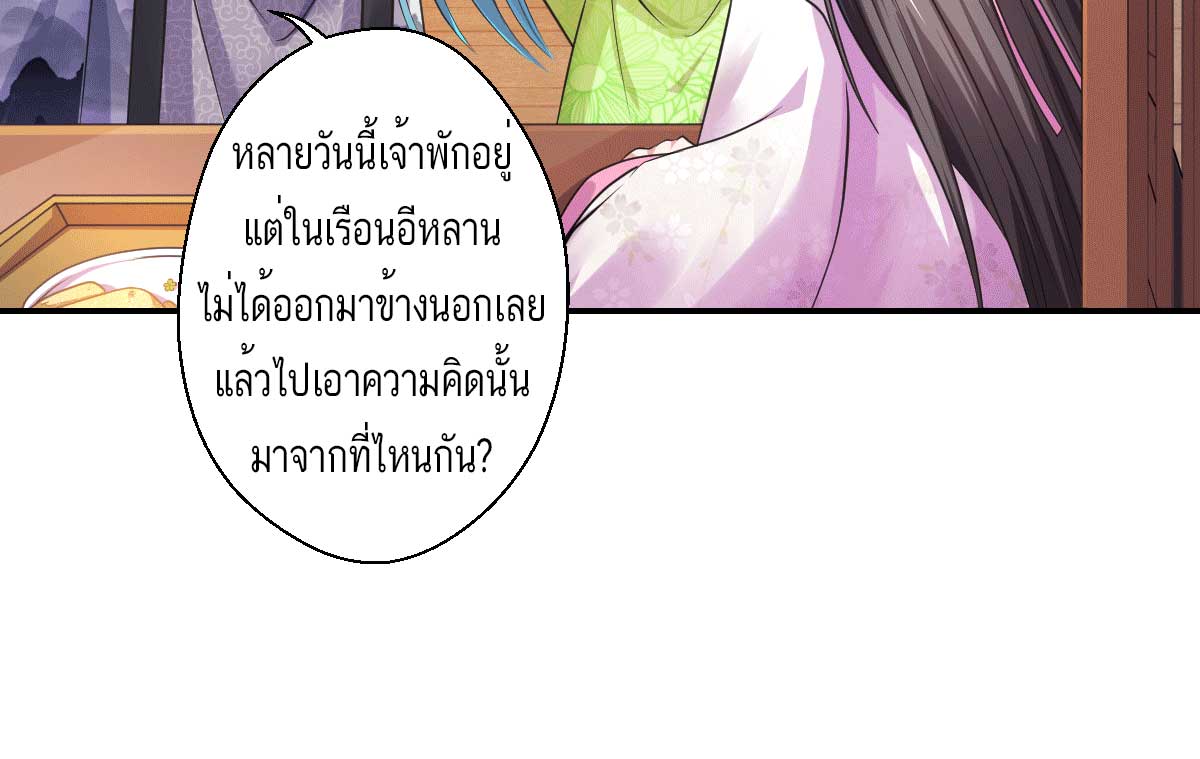 หลายวันนี้เจ้าพักอยู่
แต่ในเรือนอีหลาน
ไม่ได้ออกมาข้างนอกเลย
แล้วไปเอาความคิดนั้น
มาจากที่ไหนกัน?